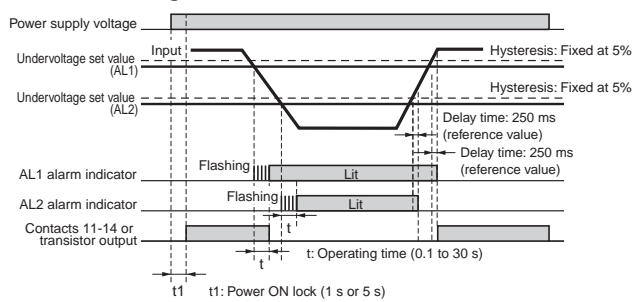 Power supply voltage
Undervoltage set value
(AL1)
Input
Hysteresis: Fixed at 5%
Undervoltage set value
(AL2)
Hysteresis: Fixed at 5%
Delay time: 250 ms
(reference value)
Delay time: 250 ms
(reference value)
AL1 alarm indicator
Flashing
Lit
AL2 alarm indicator
Flashing
Lit
t
Contacts 11-14 or
transistor output
t
t: Operating time (0.1 to 30 s)
t1
t1: Power ON lock (1 s or 5 s)